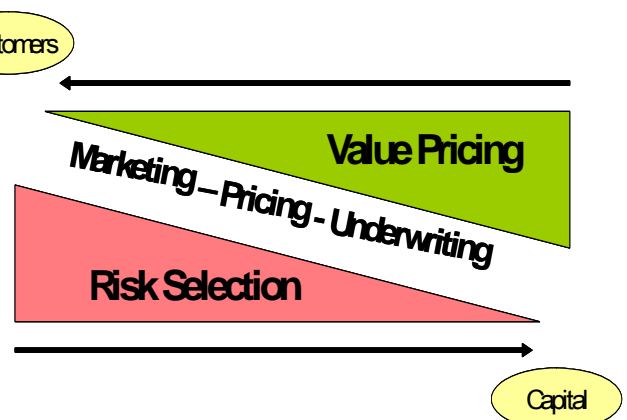 tomers
Value Pricing
Marketing – Pricing - Underwriting
Risk Selection
Capital